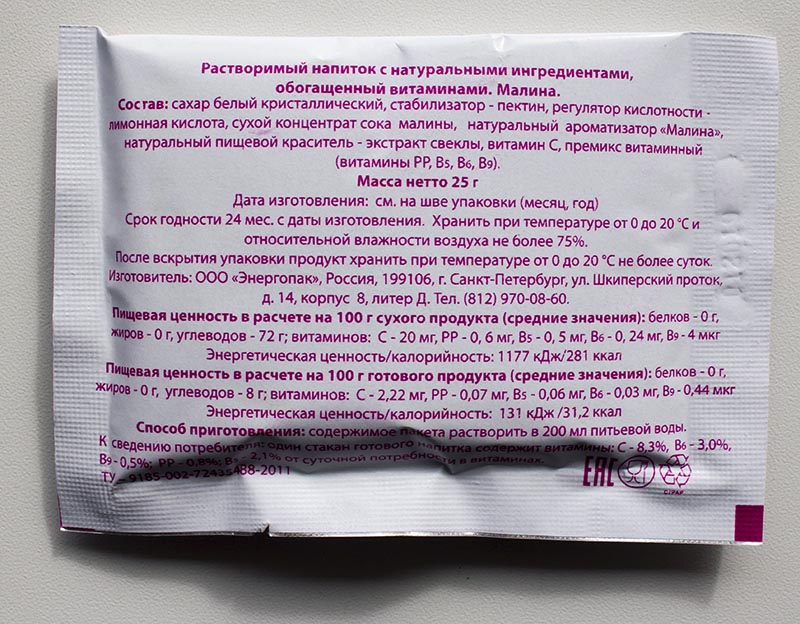 Растворимый напиток с натуральными ингредиентами,
обогащенный витаминами. Малина.
Состав: сахар белый кристаллический, стабилизатор - пектин, регулятор кислотности -
лимонная кислота, сухой концентрат сока малины, натуральный ароматизатор «Малина»,
натуральный пищевой краситель - экстракт свеклы, витамин С, премикс витаминный
(витамины РР, В5, В6, В9).
Масса нетто 25 г
Дата изготовления: см. на шве упаковки (месяц, год)
Срок годности 24 мес. с даты изготовления. Хранить при температуре от 0 до 20 °С и
относительной влажности воздуха не более 75%.
После вскрытия упаковки продукт хранить при температуре от 0 до 20 °С не более суток.
Изготовитель: ООО «Энергопак», Россия, 199106, г. Санкт-Петербург, ул. Шкиперский проток,
д. 14, корпус 8, литер Д. Тел. (812) 970-08-60.
Пищевая ценность в расчете на 100 г сухого продукта (средние значения): белков - 0 г,
жиров - 0 г, углеводов - 72 г; витаминов: С - 20 мг, РР - 0, 6 мг, В5 - 0, 5 мг, В6 - 0, 24 мг, В9 - 4 мкг
Энергетическая ценность/калорийность: 1177 кДж/281 ккал
Пищевая ценность в расчете на 100 г готового продукта (средние значения): белков - 0 г,
жиров - 0 г, углеводов - 8 г; витаминов: С - 2,22 мг, РР - 0,07 мг, В5 - 0,06 мг, В6 - 0,03 мг, В9 - 0,44 мкг
Энергетическая ценность/калорийность: 131 кДж /31,2 ккал
Способ приготовления: содержимое пакета растворить в 200 мл питьевой воды.
К сведению потребителя: один стакан готового напитка содержит витамины: С - 8,3%, В6 - 3,0%,
В9 - 0,5%; РР - 0,8%; В5 - 2,1% от суточной потребности в витаминах.
ТУ - 9185-002-72435488-2011
ЕАС
C/PAP